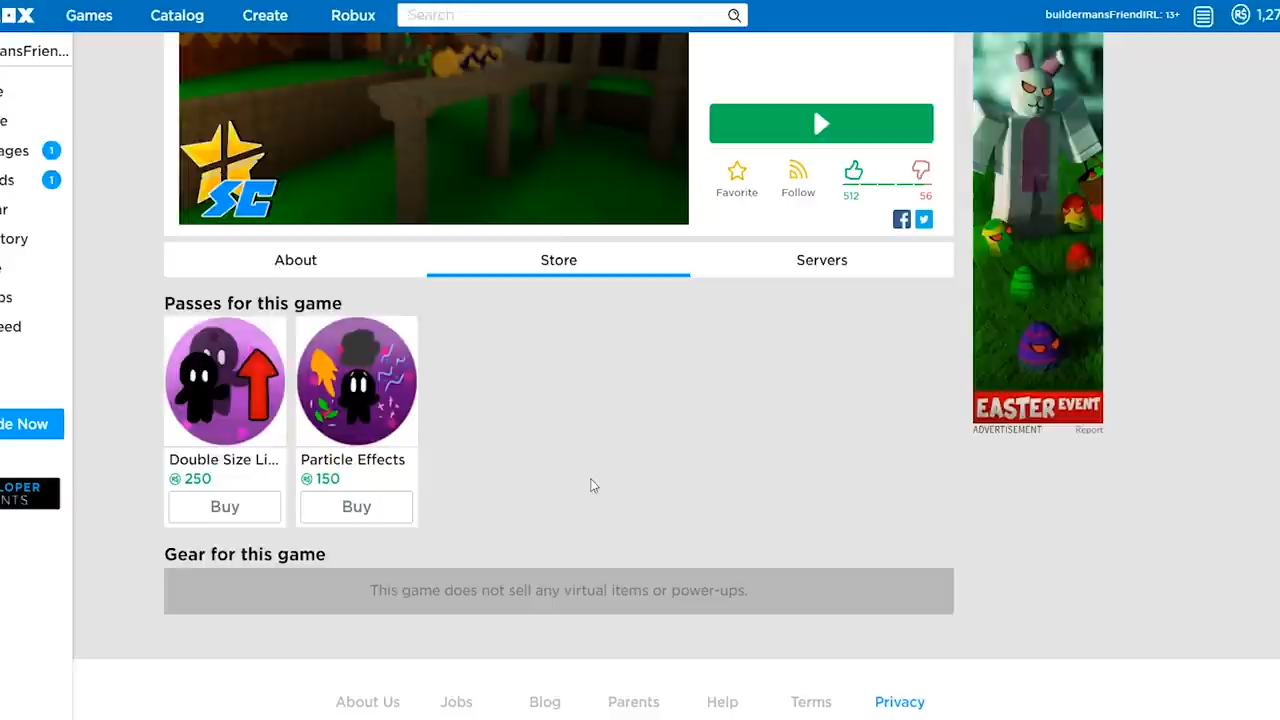 OX Games Catalog Create Robux Search buildermansFriendIRL: 13+ R$ 1,27
ansFrien...
e
e
ages 1
ds 1
r
tory
e
ps
eed
de Now
LOPER
NTS
SC
Favorite Follow 512 56
About Store Servers
Passes for this game
Double Size Li... Particle Effects
250 150
Buy Buy
Gear for this game
This game does not sell any virtual items or power-ups.
EASTER EVENT
ADVERTISEMENT Report
About Us Jobs Blog Parents Help Terms Privacy